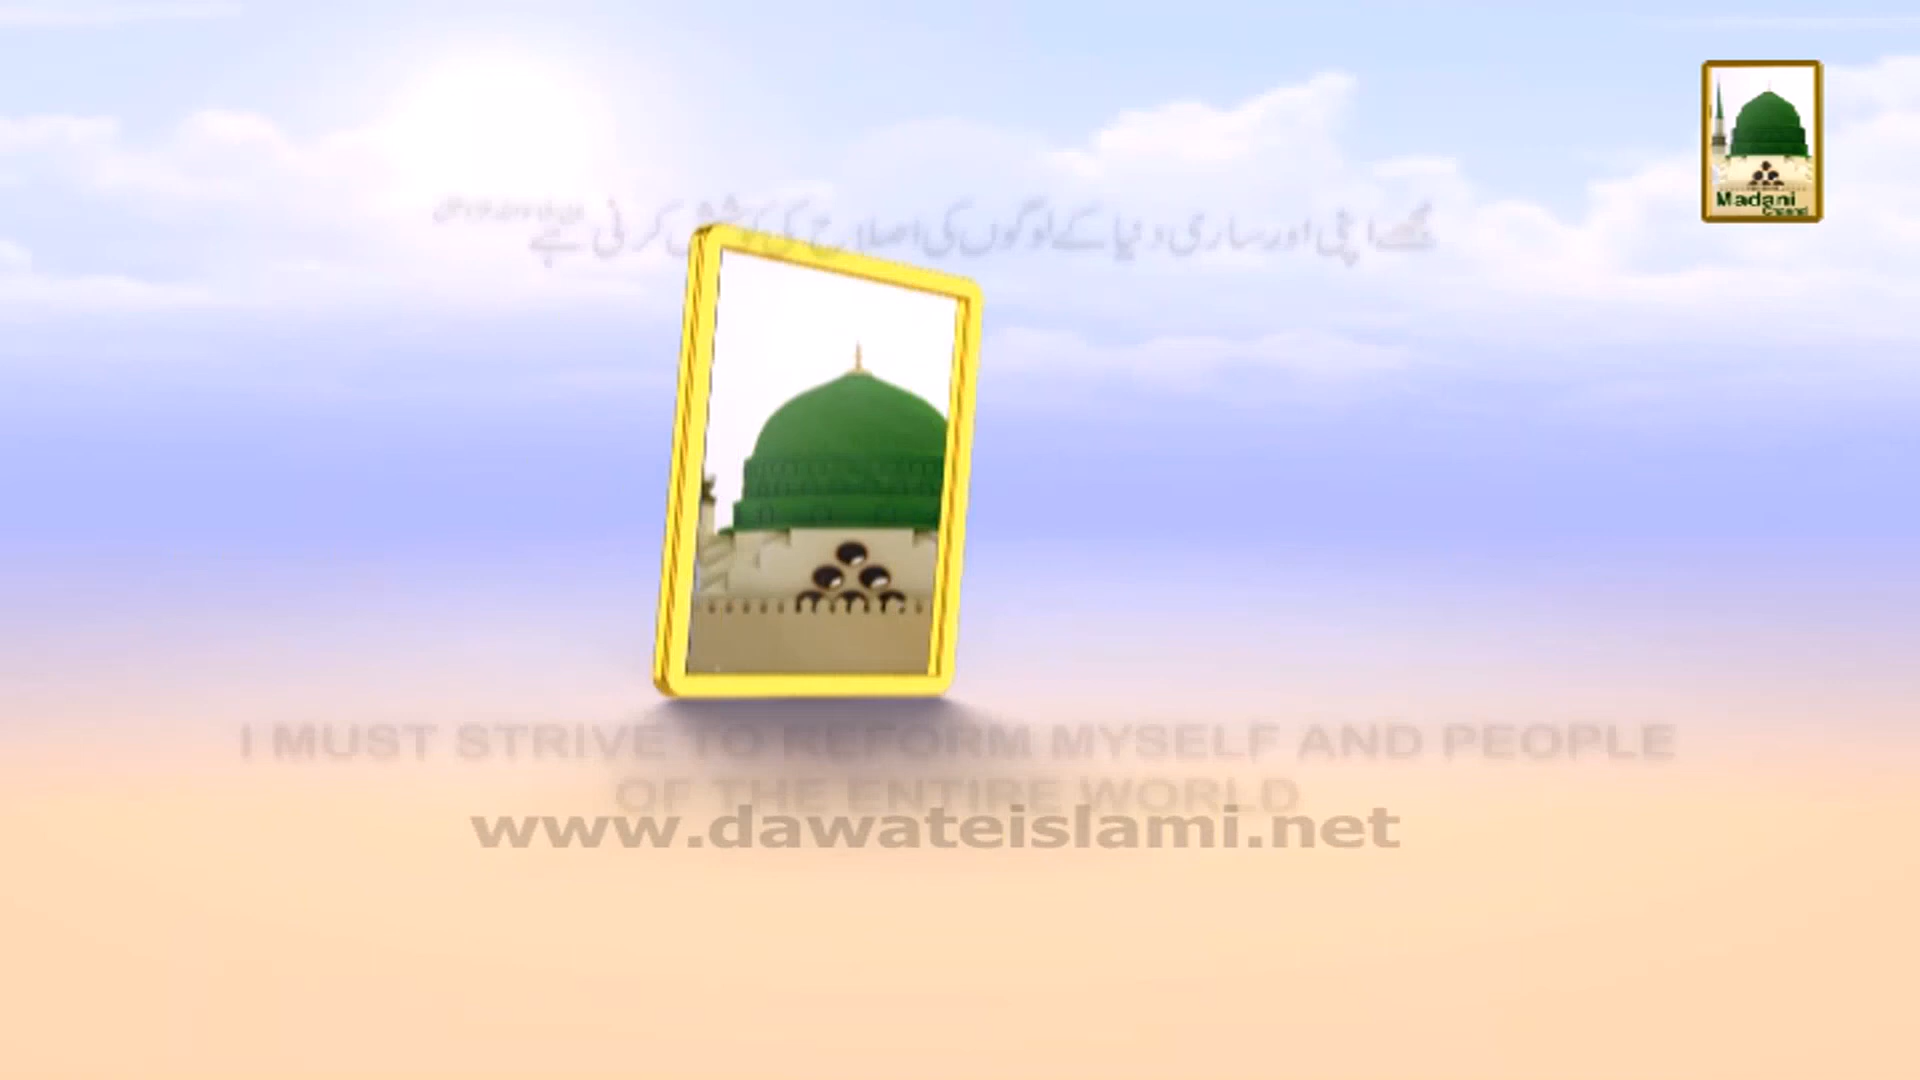 Madani
Channel
مجھے اپنی اور ساری دنیا کے لوگوں کی اصلاح کی کوشش کرنی ہے
I MUST STRIVE TO REFORM MYSELF AND PEOPLE
OF THE ENTIRE WORLD
www.dawateislami.net